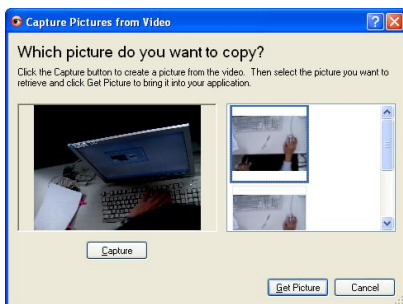 Capture Pictures from Video
Which picture do you want to copy?
Click the Capture button to create a picture from the video. Then select the picture you want to
retrieve and click Get Picture to bring it into your application.
Capture
Get Picture
Cancel